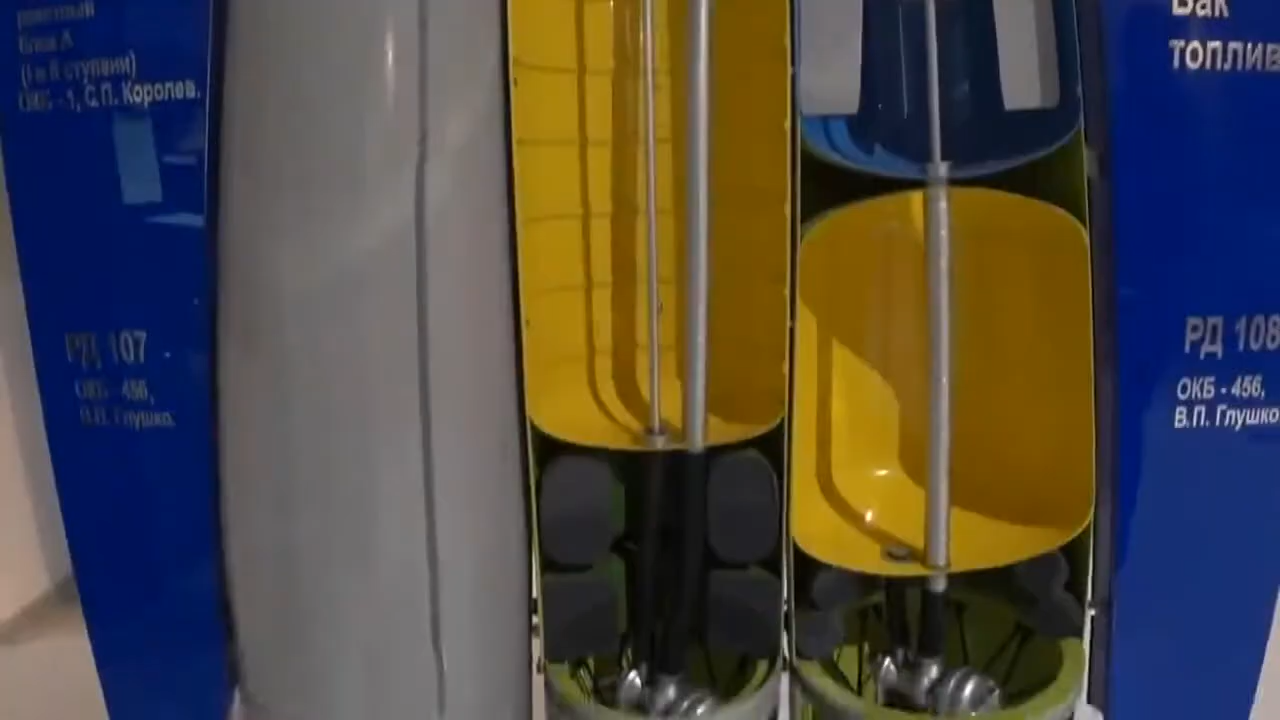 блок А
(I и II ступени)
ОКБ - 1, С.П. Королев.
РД 107
ОКБ - 456,
В.П. Глушко.
Бак
топлив
РД 108
ОКБ - 456,
В.П. Глушко